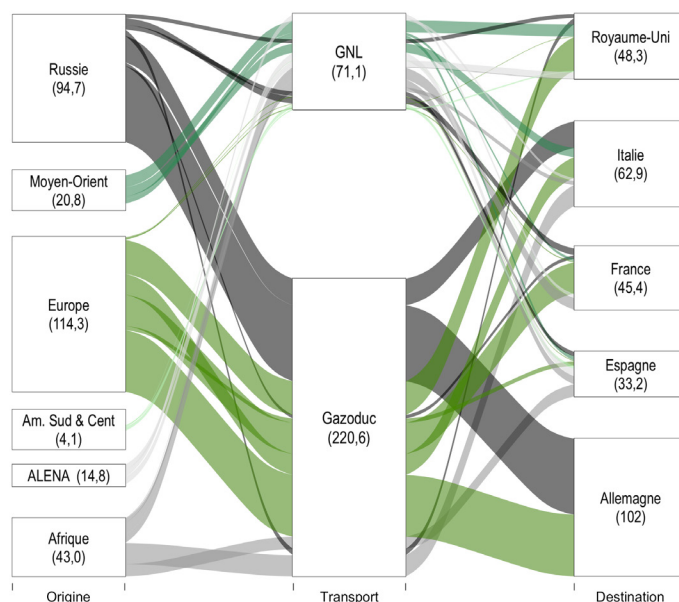 Russie
(94,7)
Moyen-Orient
(20,8)
Europe
(114,3)
Am. Sud & Cent
(4,1)
ALENA (14,8)
Afrique
(43,0)
GNL
(71,1)
Gazoduc
(220,6)
Royaume-Uni
(48,3)
Italie
(62,9)
France
(45,4)
Espagne
(33,2)
Allemagne
(102)
Origine
Transport
Destination